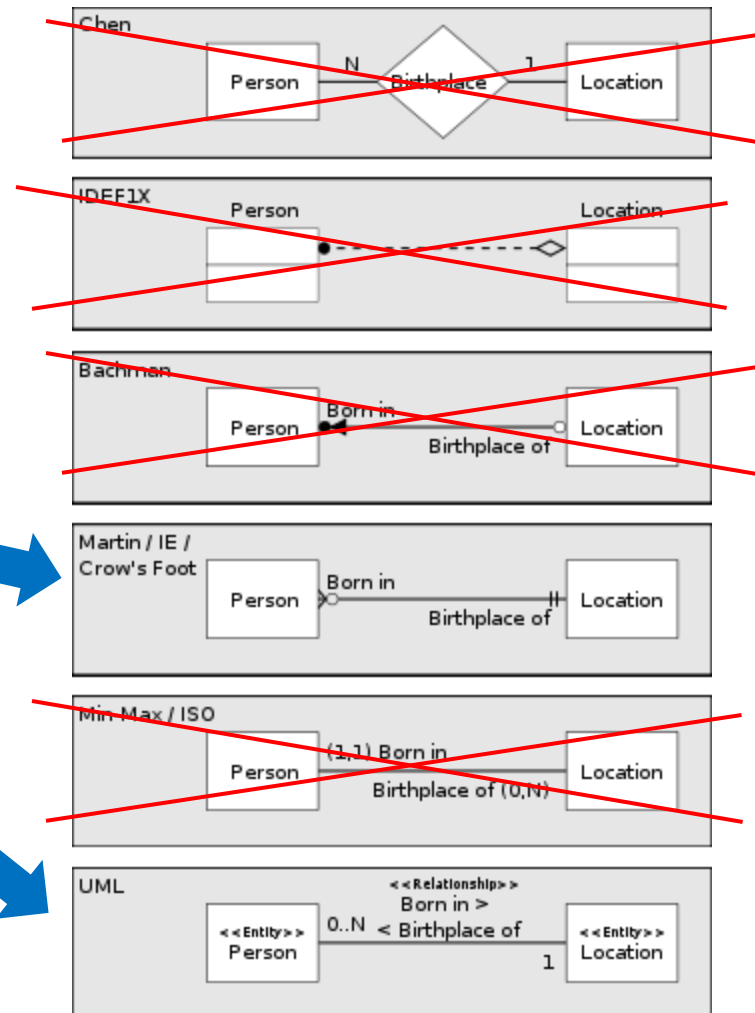 Chen
Person
N
Birthplace
1
Location
IDEF1X
Person
Location
Bachman
Person
Born in
Birthplace of
Location
Martin / IE /
Crow's Foot
Person
Born in
Birthplace of
Location
Min-Max / ISO
Person
(1,1) Born in
Birthplace of (0,N)
Location
UML
<<Relationship>>
Born in >
0..N < Birthplace of
<<Entity>>
Person
1
<<Entity>>
Location